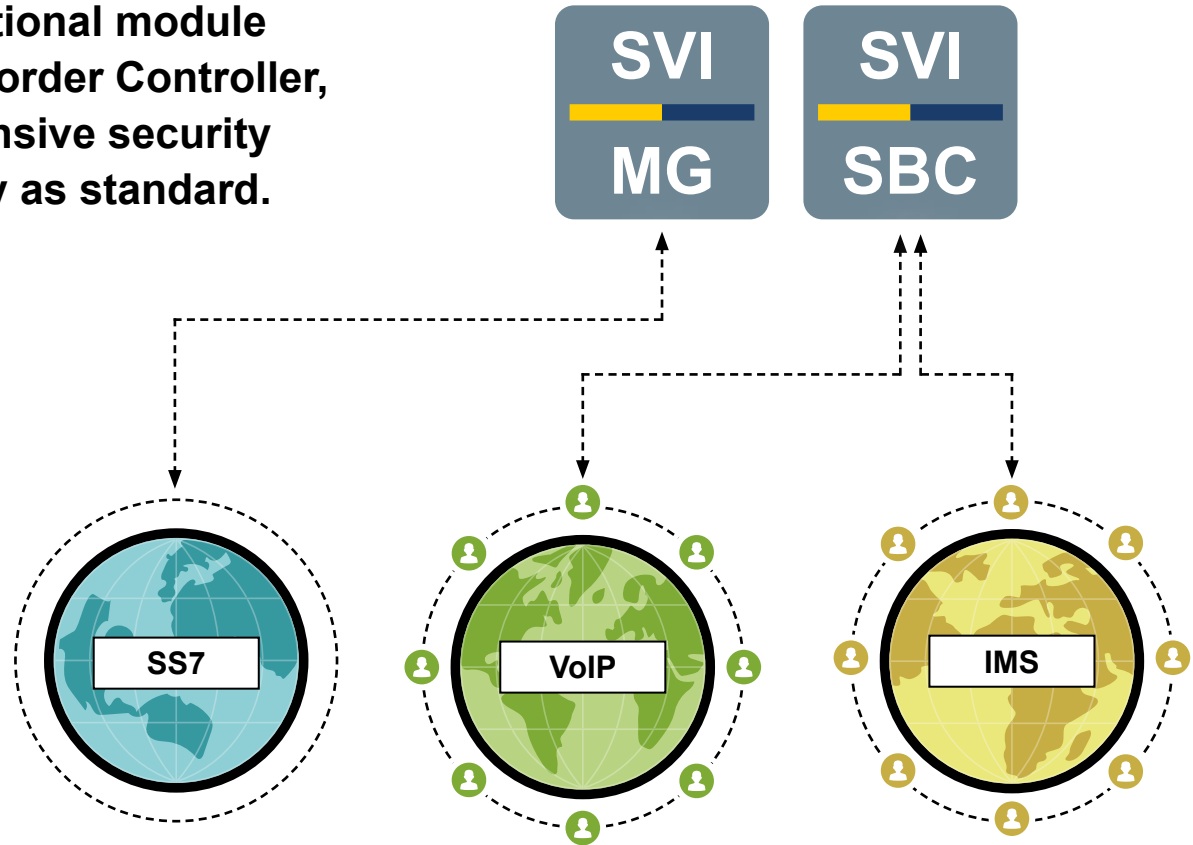 tional module
order Controller,
nsive security
y as standard.
SVI
MG
SVI
SBC
SS7
VoIP
IMS